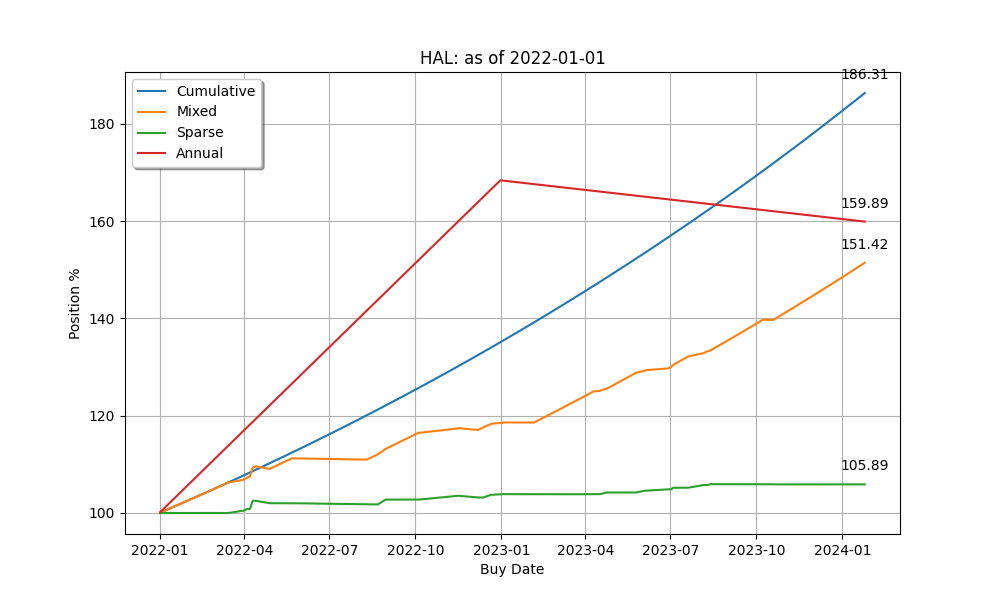 HAL: as of 2022-01-01
186.31
Cumulative
Mixed
Sparse
Annual
180
160
140
120
100
159.89
151.42
105.89
Position %
2022-01 2022-04 2022-07 2022-10 2023-01 2023-04 2023-07 2023-10 2024-01
Buy Date